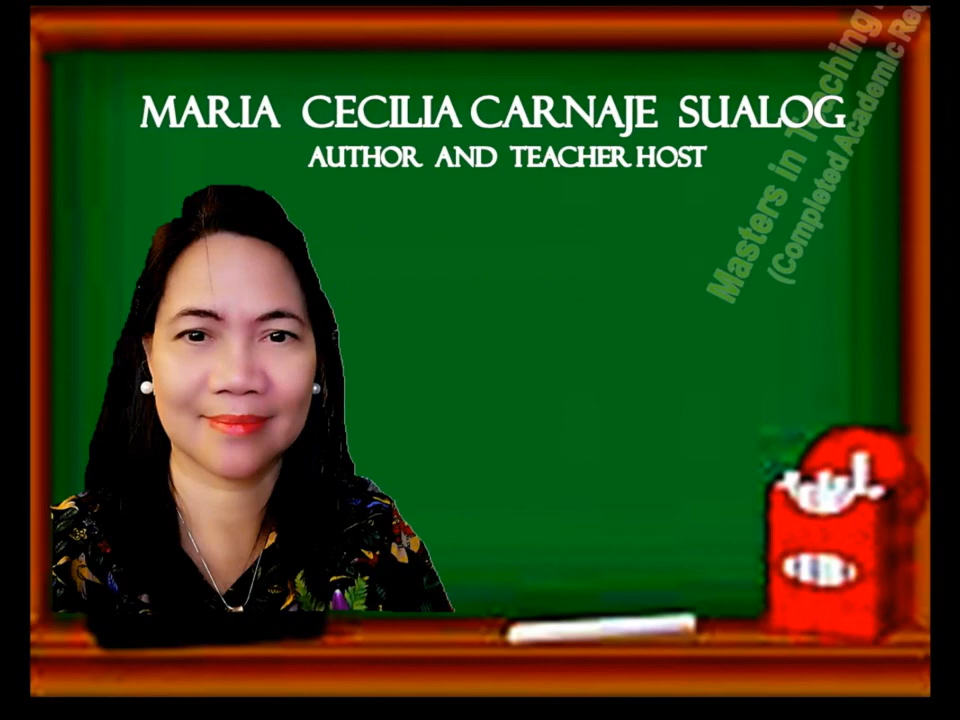 MARIA CECILIA CARNAJE SUALOG
AUTHOR AND TEACHER HOST
Masters in Teaching
(Completed Academic